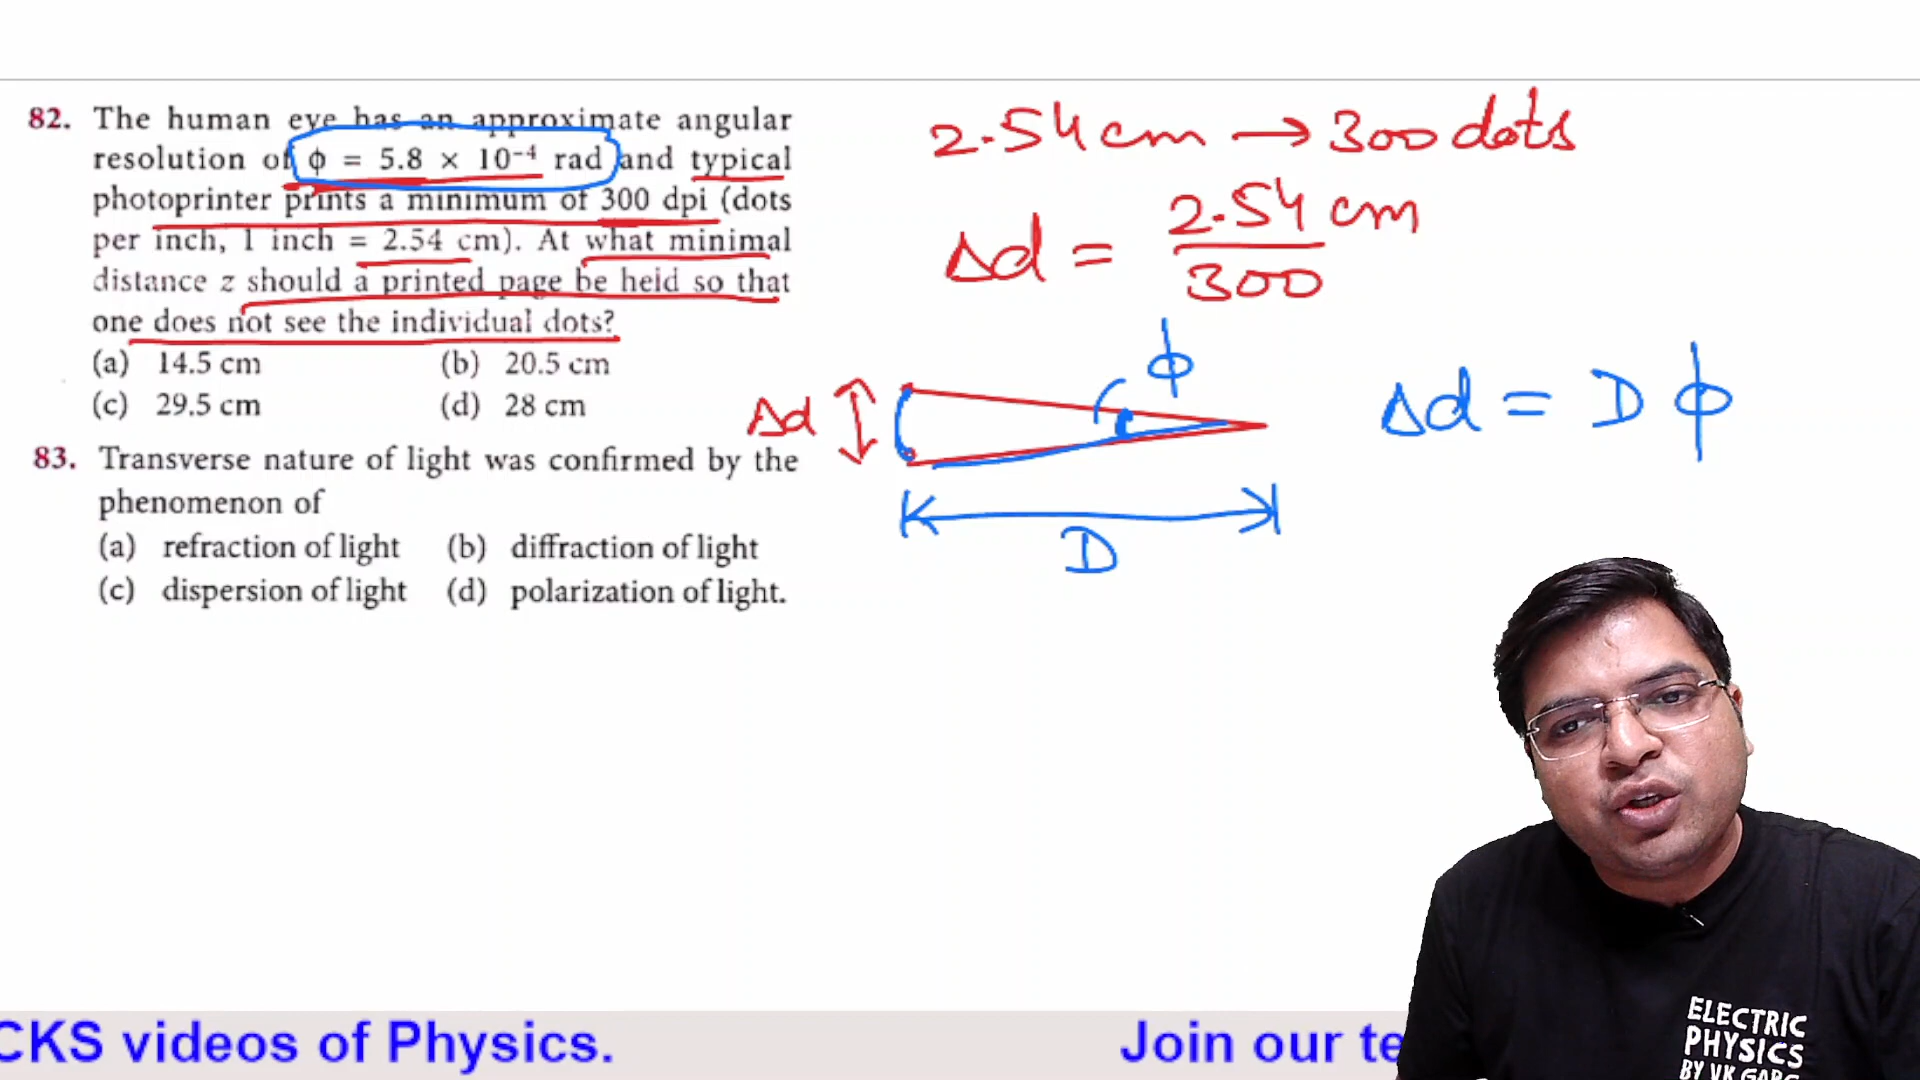 82. The human eye has an approximate angular
resolution of ϕ = 5.8 × 10⁻⁴ rad and typical
photoprinter prints a minimum of 300 dpi (dots
per inch, 1 inch = 2.54 cm). At what minimal
distance z should a printed page be held so that
one does not see the individual dots?
(a) 14.5 cm (b) 20.5 cm
(c) 29.5 cm (d) 28 cm
83. Transverse nature of light was confirmed by the
phenomenon of
(a) refraction of light (b) diffraction of light
(c) dispersion of light (d) polarization of light.
2.54 cm → 300 dots
Δd = 2.54 cm / 300
ϕ
Δd
D
Δd = D ϕ
ELECTRIC
PHYSICS
BY VK GARG
CKS videos of Physics. Join our te